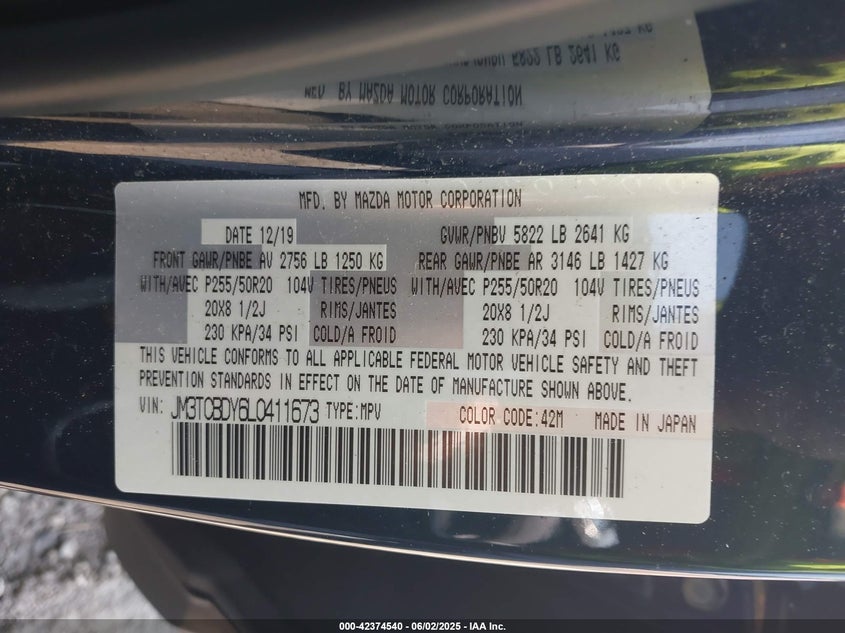 MFD. BY MAZDA MOTOR CORPORATION
DATE 12/19 GVWR/PNBV 5822 LB 2641 KG
FRONT GAWR/PNBE AV 2756 LB 1250 KG REAR GAWR/PNBE AR 3146 LB 1427 KG
WITH/AVEC P255/50R20 104V TIRES/PNEUS WITH/AVEC P255/50R20 104V TIRES/PNEUS
20X8 1/2J RIMS/JANTES 20X8 1/2J RIMS/JANTES
230 KPA/34 PSI COLD/A FROID 230 KPA/34 PSI COLD/A FROID
THIS VEHICLE CONFORMS TO ALL APPLICABLE FEDERAL MOTOR VEHICLE SAFETY AND THEFT
PREVENTION STANDARDS IN EFFECT ON THE DATE OF MANUFACTURE SHOWN ABOVE.
VIN: JM3TCBDY6L0411673 TYPE:MPV COLOR CODE:42M MADE IN JAPAN
000-42374540 - 06/02/2025 - IAA Inc.